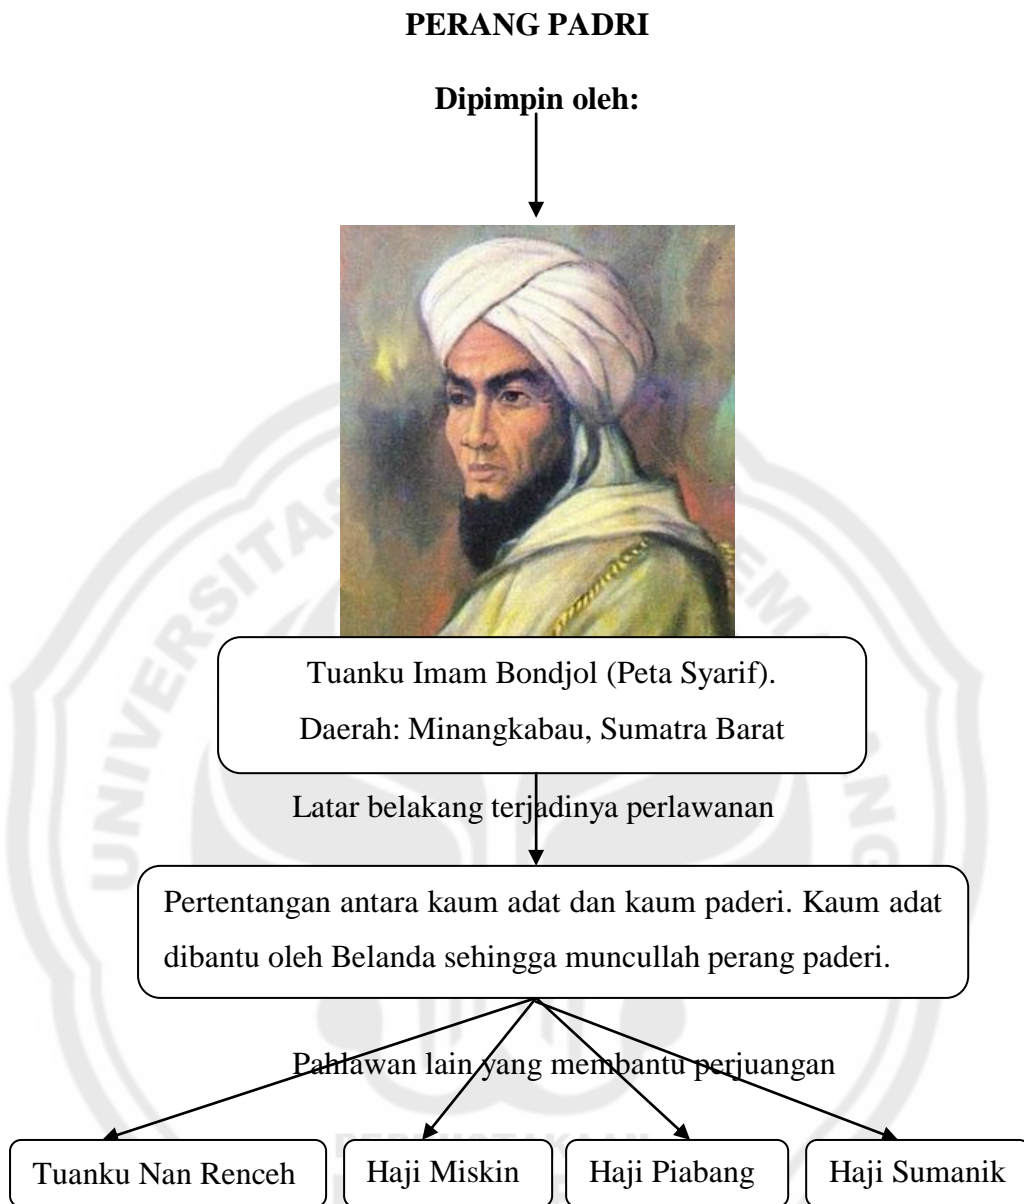 PERANG PADRI
Dipimpin oleh:
Tuanku Imam Bondjol (Peta Syarif).
Daerah: Minangkabau, Sumatra Barat
Latar belakang terjadinya perlawanan
Pertentangan antara kaum adat dan kaum paderi. Kaum adat
dibantu oleh Belanda sehingga muncullah perang paderi.
Pahlawan lain yang membantu perjuangan
Tuanku Nan Renceh
Haji Miskin
Haji Piabang
Haji Sumanik